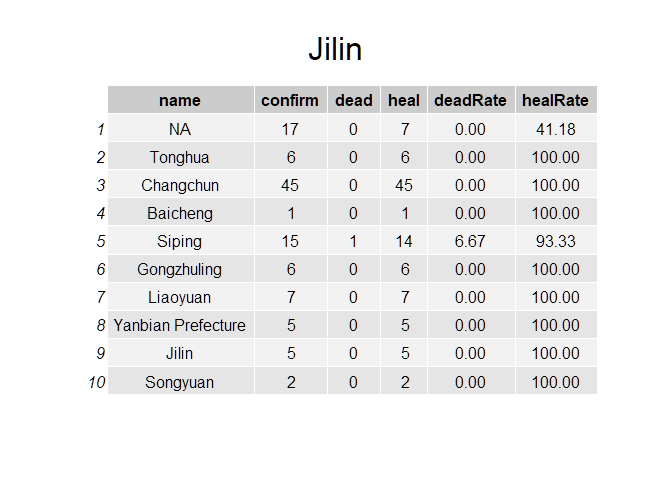 Jilin
name confirm dead heal deadRate healRate
1 NA 17 0 7 0.00 41.18
2 Tonghua 6 0 6 0.00 100.00
3 Changchun 45 0 45 0.00 100.00
4 Baicheng 1 0 1 0.00 100.00
5 Siping 15 1 14 6.67 93.33
6 Gongzhuling 6 0 6 0.00 100.00
7 Liaoyuan 7 0 7 0.00 100.00
8 Yanbian Prefecture 5 0 5 0.00 100.00
9 Jilin 5 0 5 0.00 100.00
10 Songyuan 2 0 2 0.00 100.00